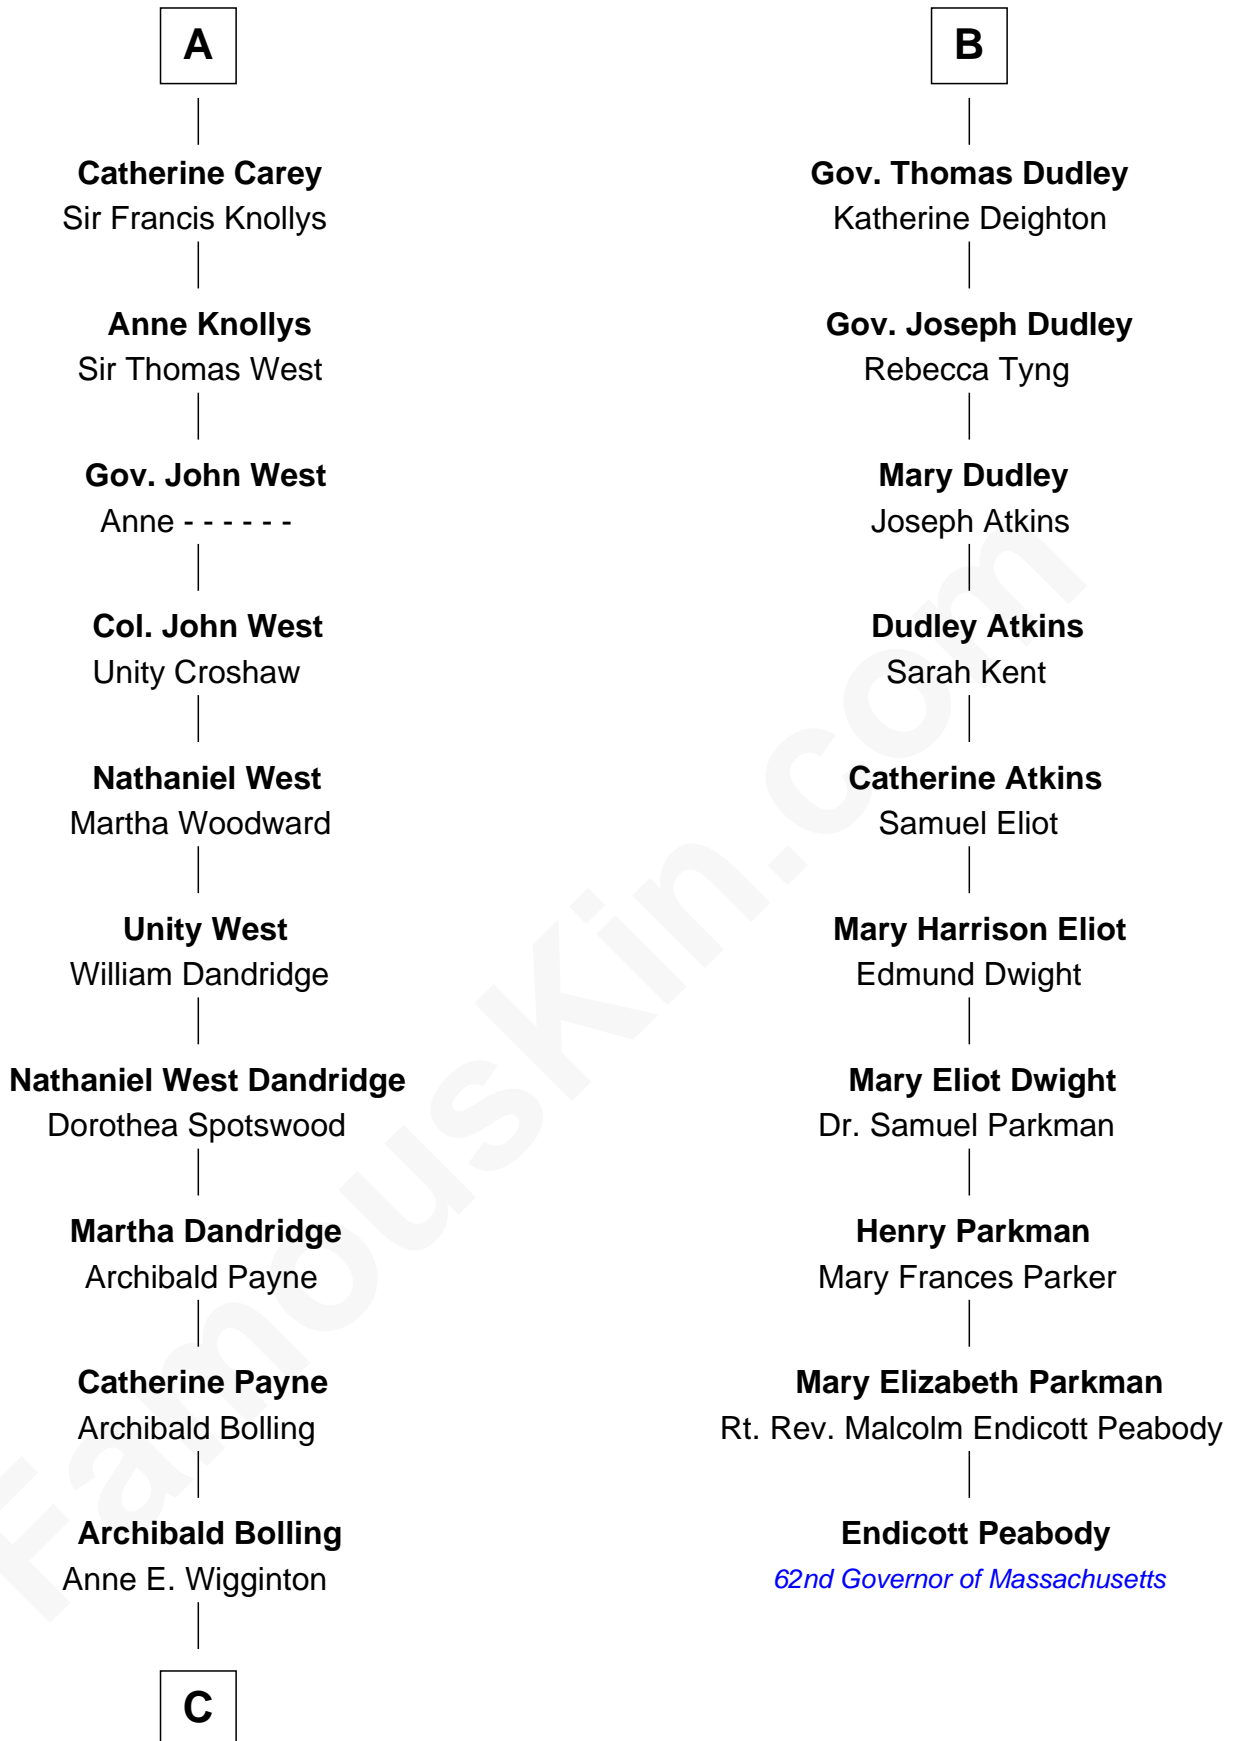 A
Catherine Carey
Sir Francis Knollys
Anne Knollys
Sir Thomas West
Gov. John West
Anne - - - - - -
Col. John West
Unity Croshaw
Nathaniel West
Martha Woodward
Unity West
William Dandridge
Nathaniel West Dandridge
Dorothea Spotswood
Martha Dandridge
Archibald Payne
Catherine Payne
Archibald Bolling
Archibald Bolling
Anne E. Wigginton
C
B
Gov. Thomas Dudley
Katherine Deighton
Gov. Joseph Dudley
Rebecca Tyng
Mary Dudley
Joseph Atkins
Dudley Atkins
Sarah Kent
Catherine Atkins
Samuel Eliot
Mary Harrison Eliot
Edmund Dwight
Mary Eliot Dwight
Dr. Samuel Parkman
Henry Parkman
Mary Frances Parker
Mary Elizabeth Parkman
Rt. Rev. Malcolm Endicott Peabody
Endicott Peabody
62nd Governor of Massachusetts
FamousKin.com